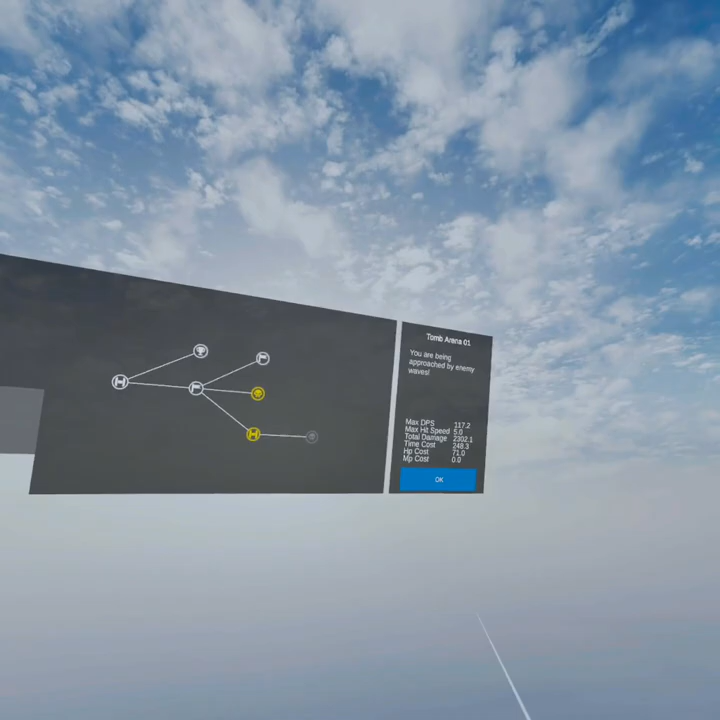 Tomb Arena 01
You are being
approached by enemy
waves!
Max DPS 117.2
Max Hit Speed 5.0
Total Damage 2302.1
Time Cost 248.3
Hp Cost 71.0
Mp Cost 0.0
OK